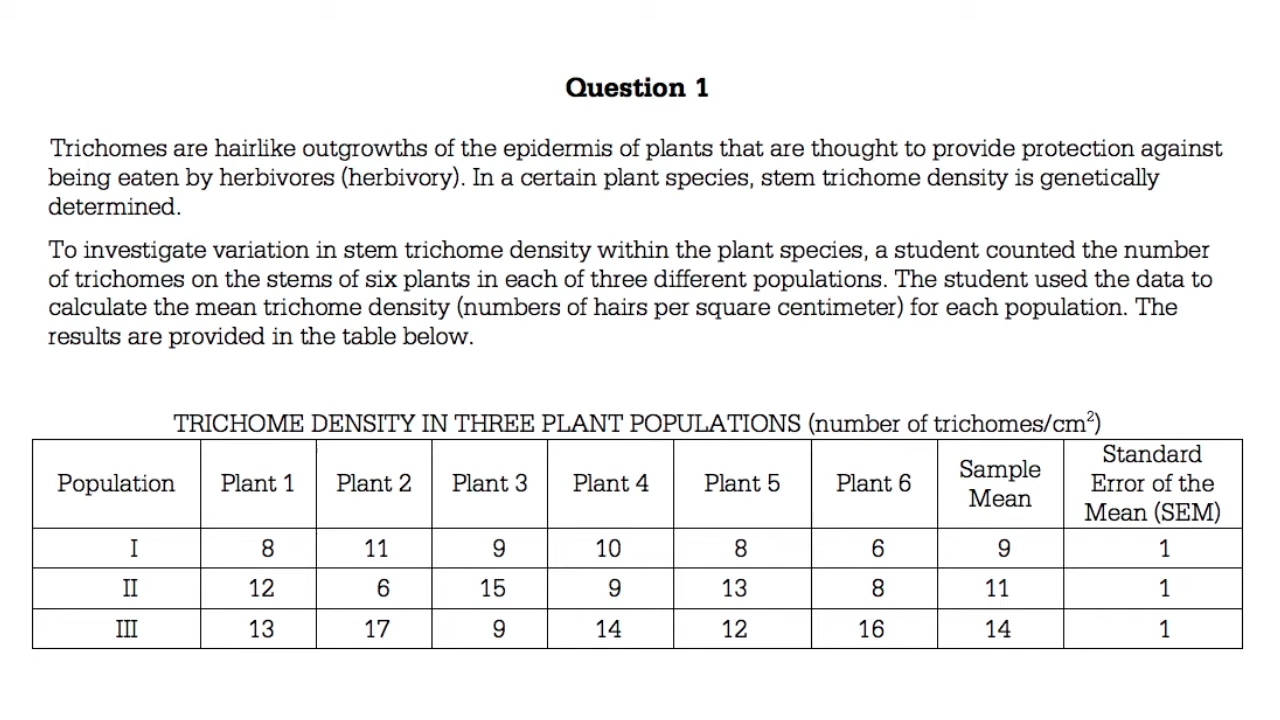 Question 1
Trichomes are hairlike outgrowths of the epidermis of plants that are thought to provide protection against
being eaten by herbivores (herbivory). In a certain plant species, stem trichome density is genetically
determined.
To investigate variation in stem trichome density within the plant species, a student counted the number
of trichomes on the stems of six plants in each of three different populations. The student used the data to
calculate the mean trichome density (numbers of hairs per square centimeter) for each population. The
results are provided in the table below.
TRICHOME DENSITY IN THREE PLANT POPULATIONS (number of trichomes/cm²)
Population Plant 1 Plant 2 Plant 3 Plant 4 Plant 5 Plant 6 Sample Mean Standard Error of the Mean (SEM)
I 8 11 9 10 8 6 9 1
II 12 6 15 9 13 8 11 1
III 13 17 9 14 12 16 14 1